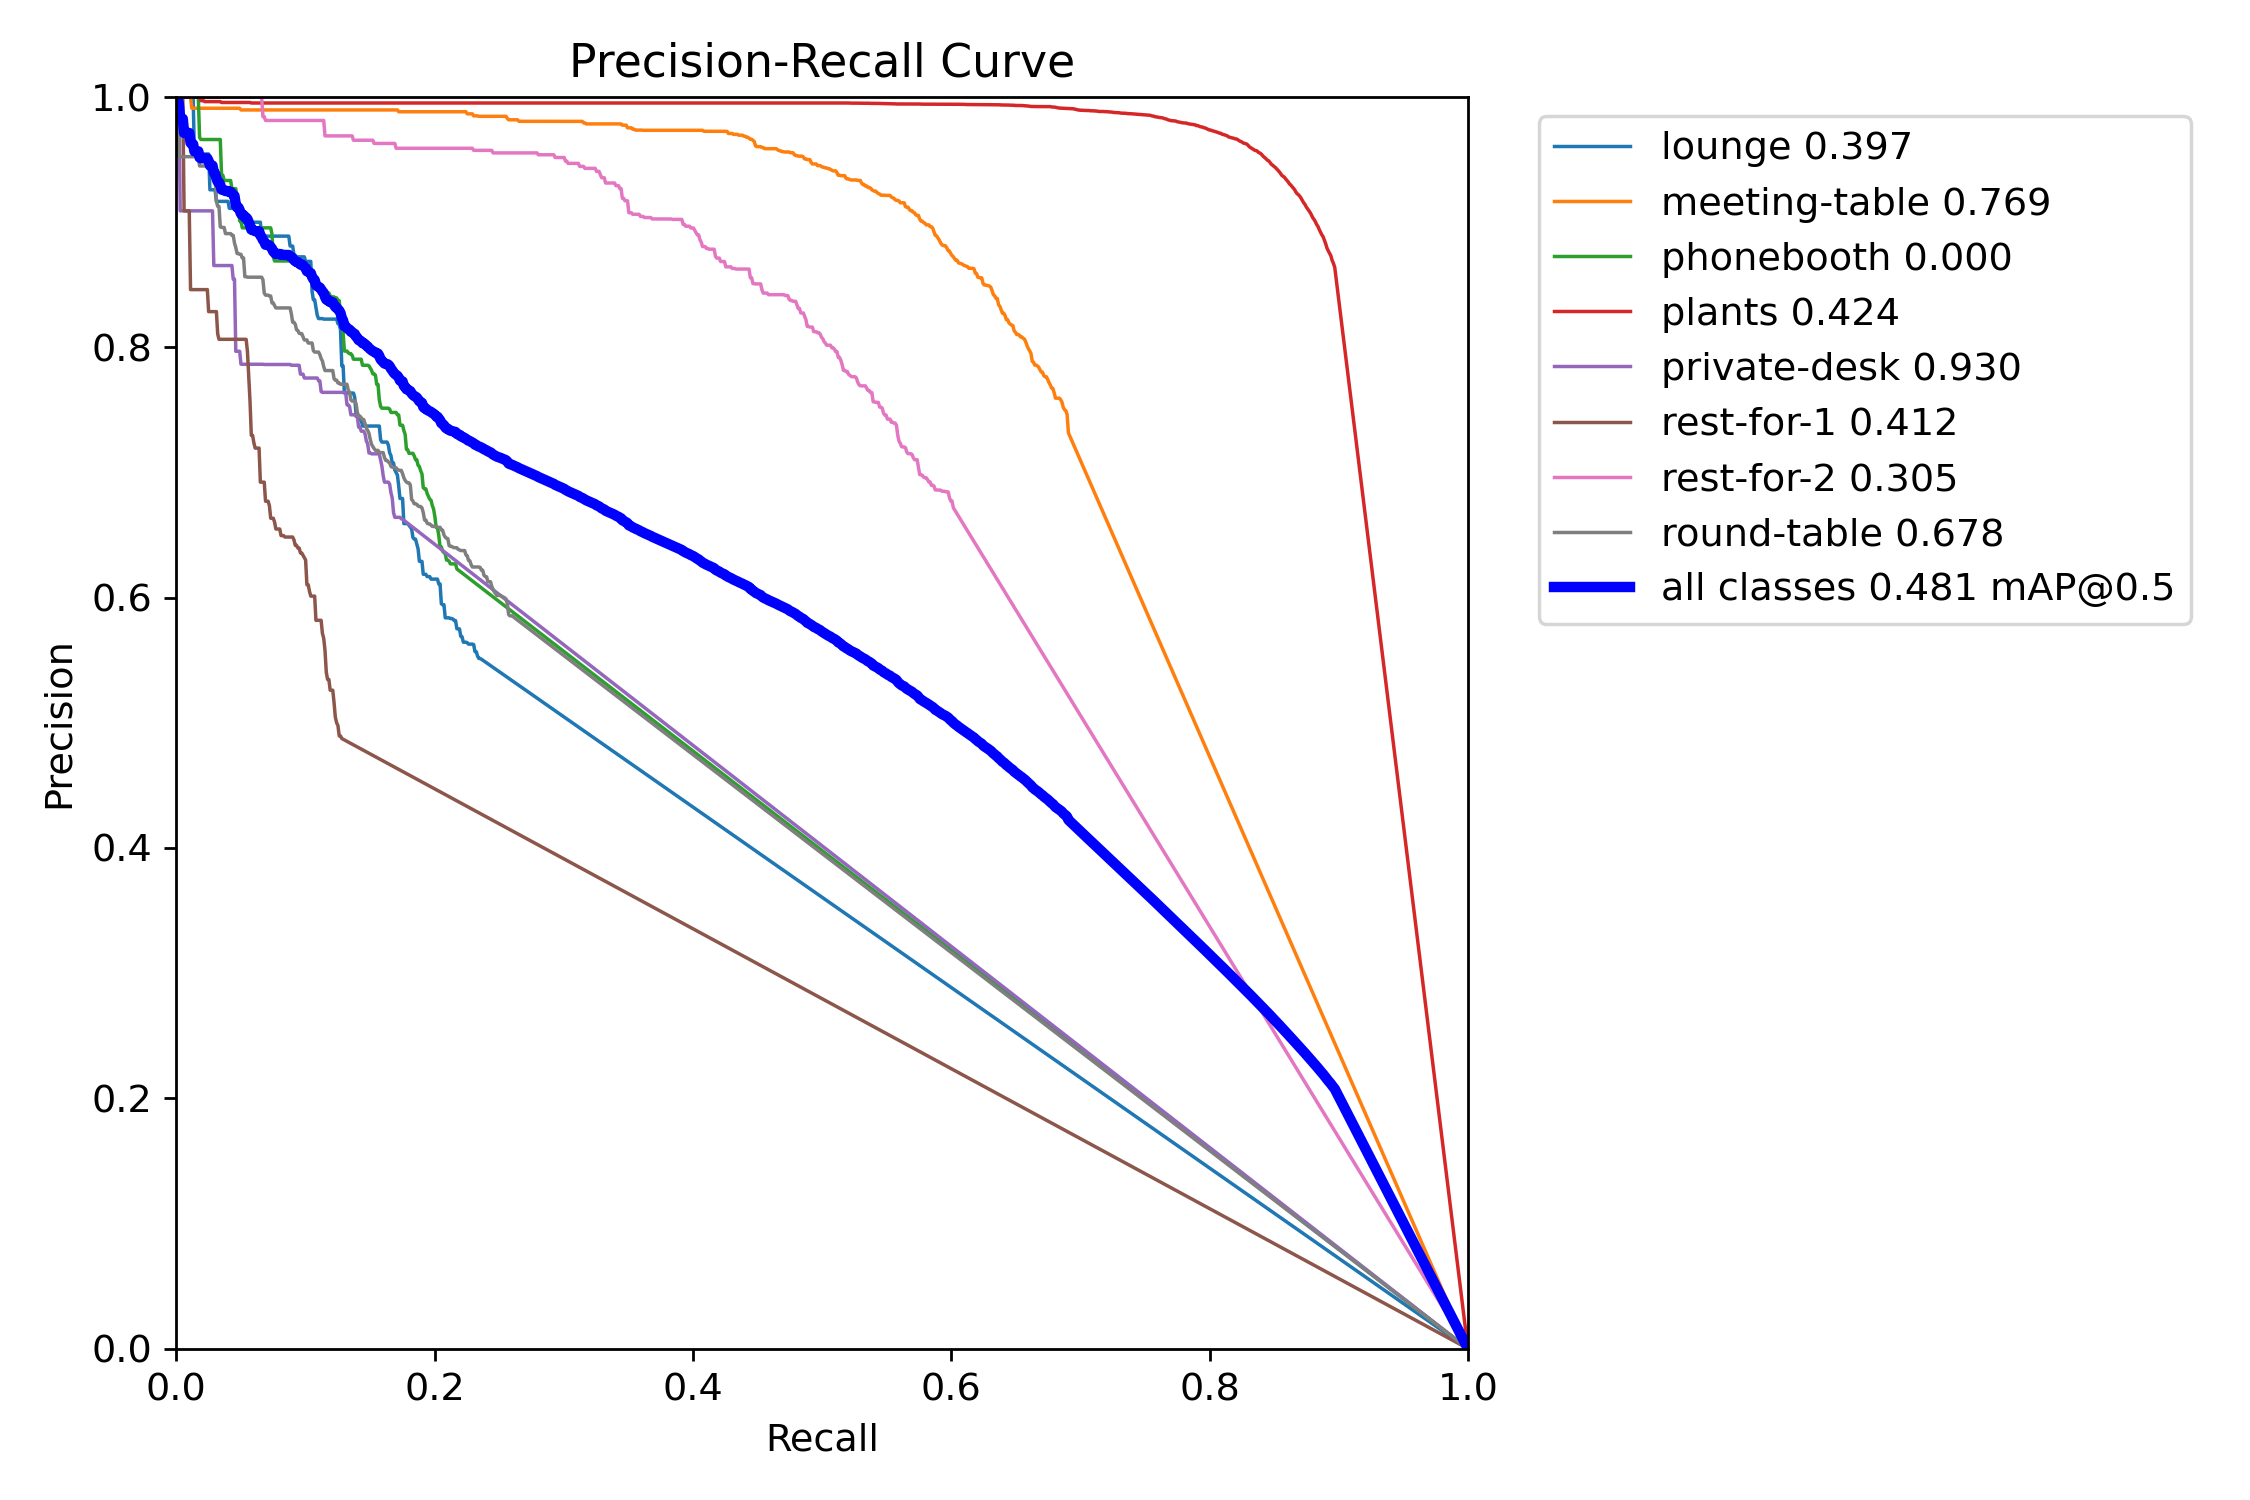 Precision-Recall Curve
1.0
0.8
0.6
0.4
0.2
0.0
Precision
0.0 0.2 0.4 0.6 0.8 1.0
Recall
lounge 0.397
meeting-table 0.769
phonebooth 0.000
plants 0.424
private-desk 0.930
rest-for-1 0.412
rest-for-2 0.305
round-table 0.678
all classes 0.481 mAP@0.5